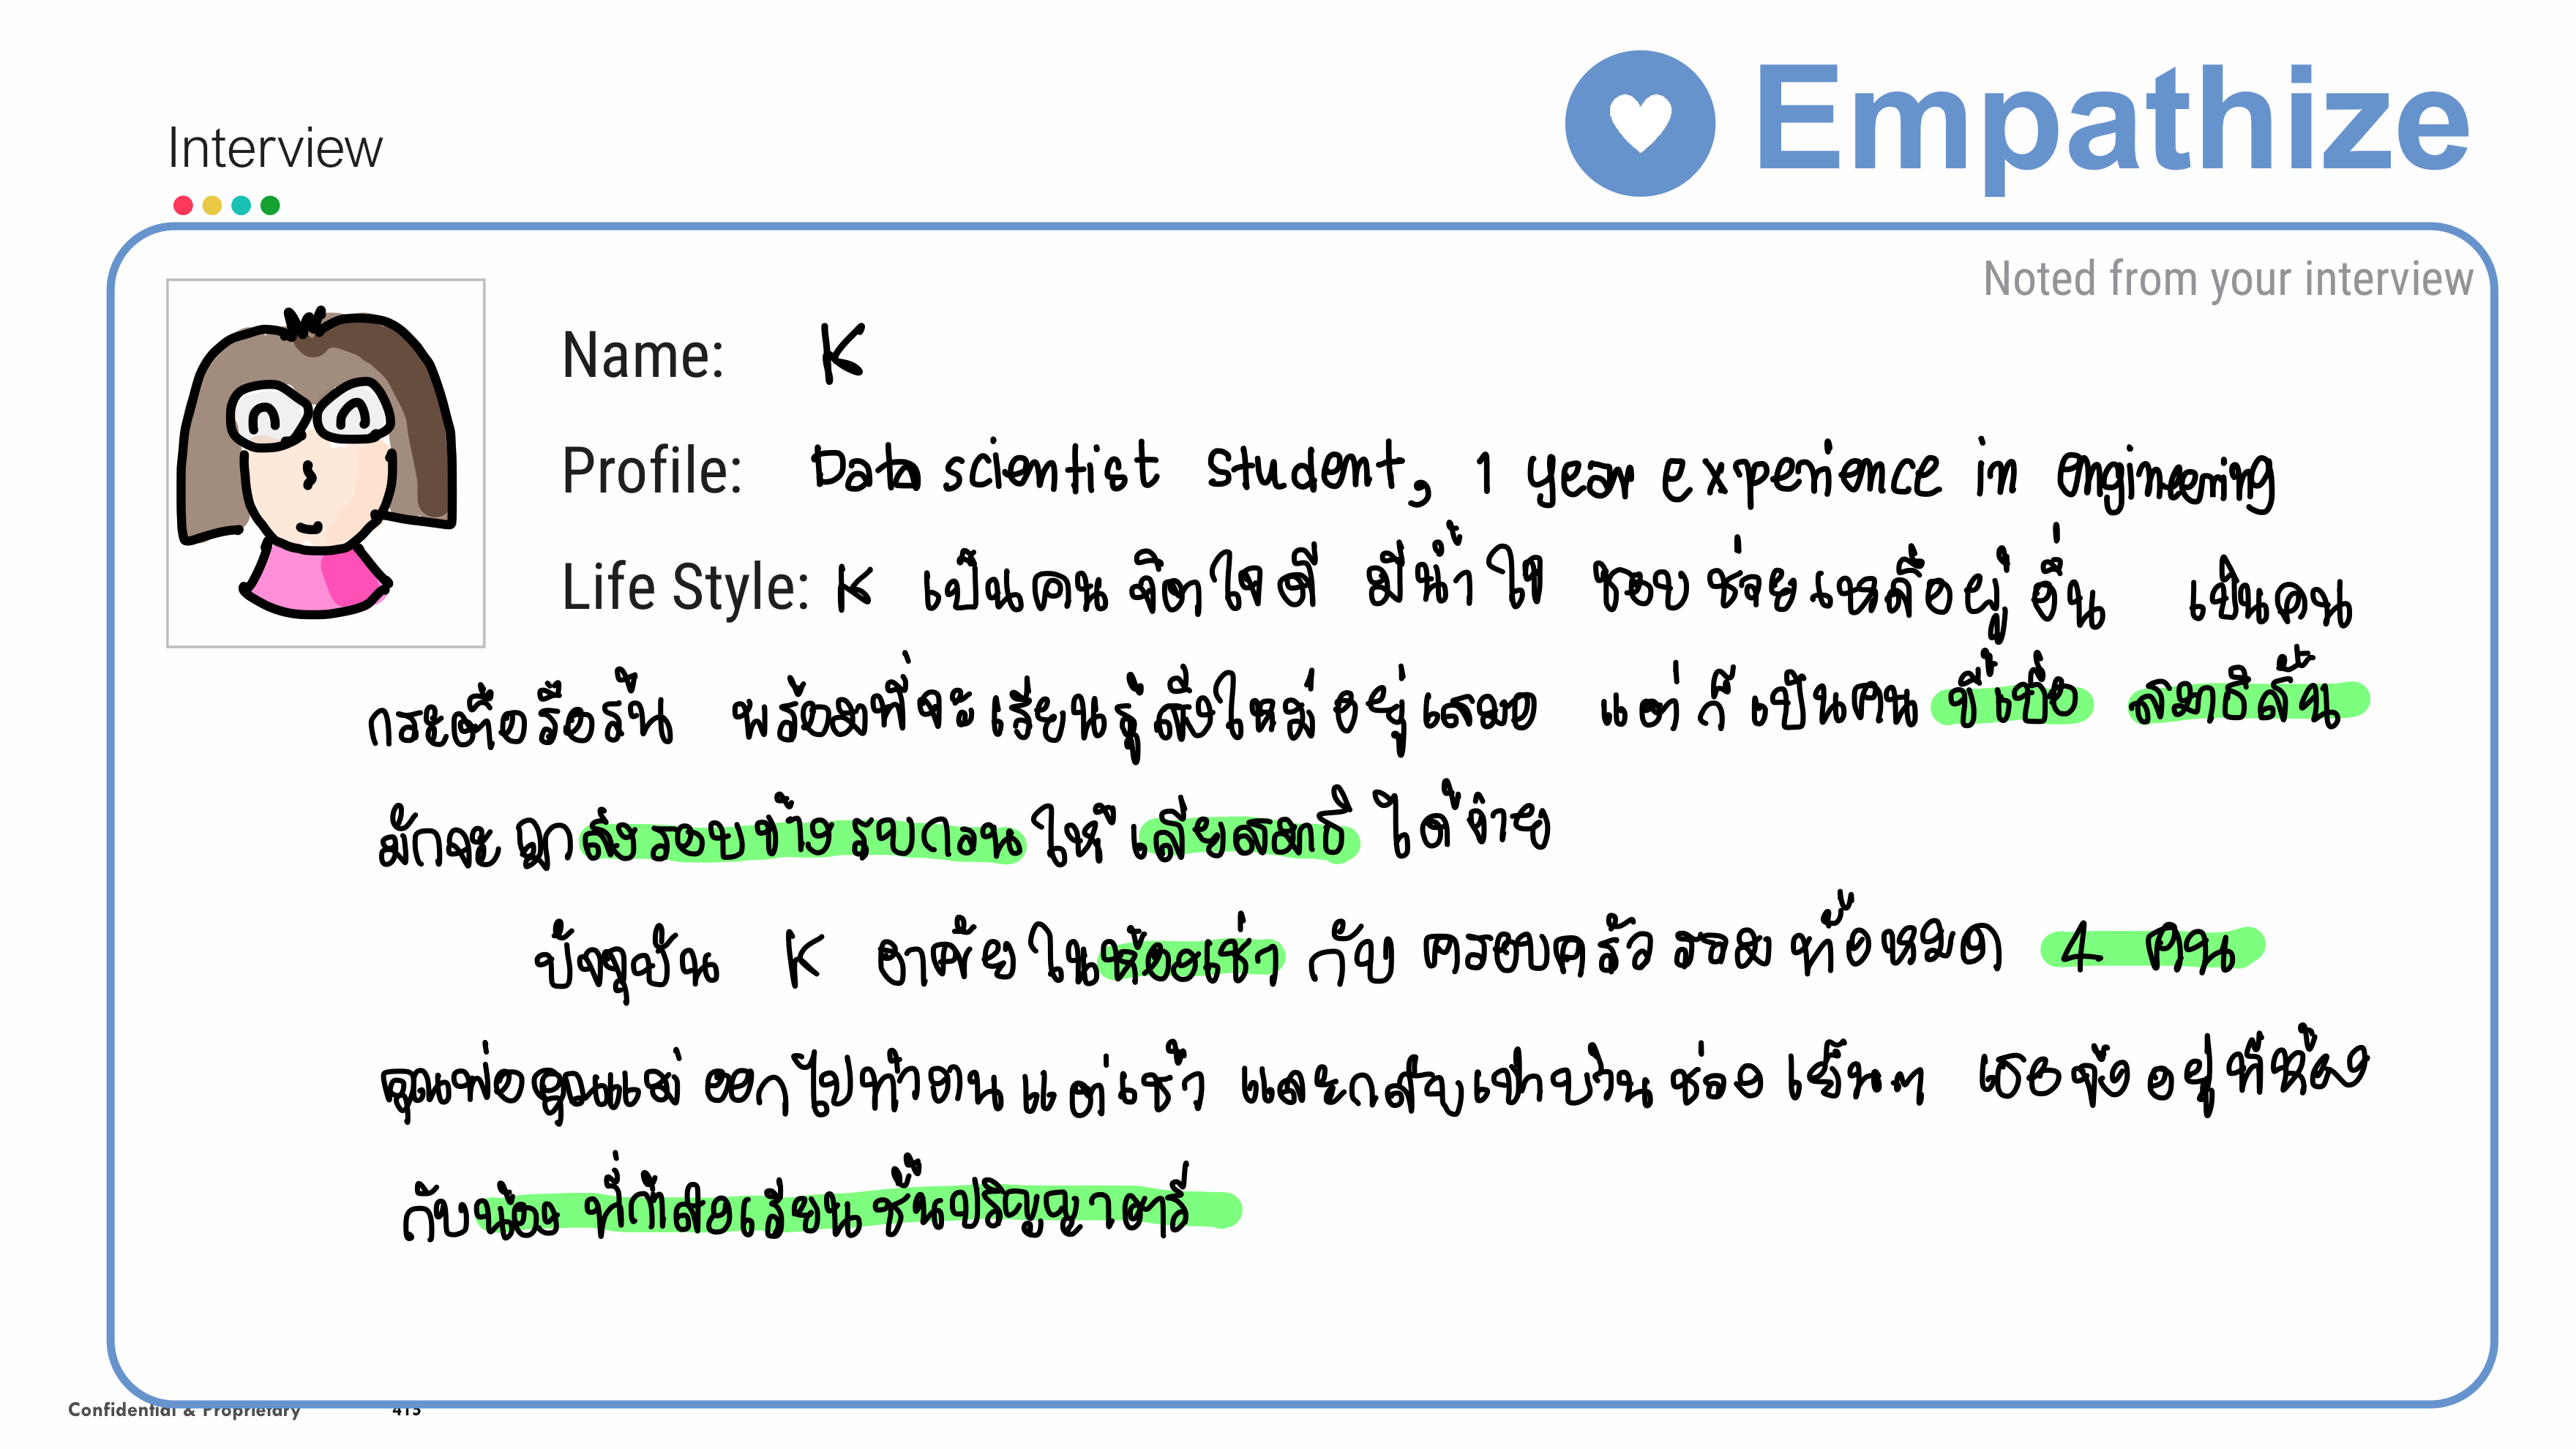 Interview
Empathize
Noted from your interview
Name: K
Profile: Data scientist student, 1 year experience in engineering
Life Style: K เป็นคน จิตใจดี มีน้ำใจ ชอบช่วยเหลือผู้อื่น เป็นคน
กระตือรือร้น พร้อมที่จะเรียนรู้สิ่งใหม่อยู่เสมอ แต่ก็เป็นคน ขี้เบื่อ สมาธิสั้น
มักจะถูกสิ่งรอบข้างรบกวนให้เสียสมาธิได้ง่าย
ปัจจุบัน K อาศัยในห้องเช่า กับ ครอบครัว รวมทั้งหมด 4 คน
คุณพ่อคุณแม่ ออกไปทำงานแต่เช้า และกลับเข้าบ้านช่วงเย็นๆ เธอจึงอยู่ที่ห้อง
กับน้อง ที่กำลังเรียนชั้นปริญญาตรี
Confidential & Proprietary 415